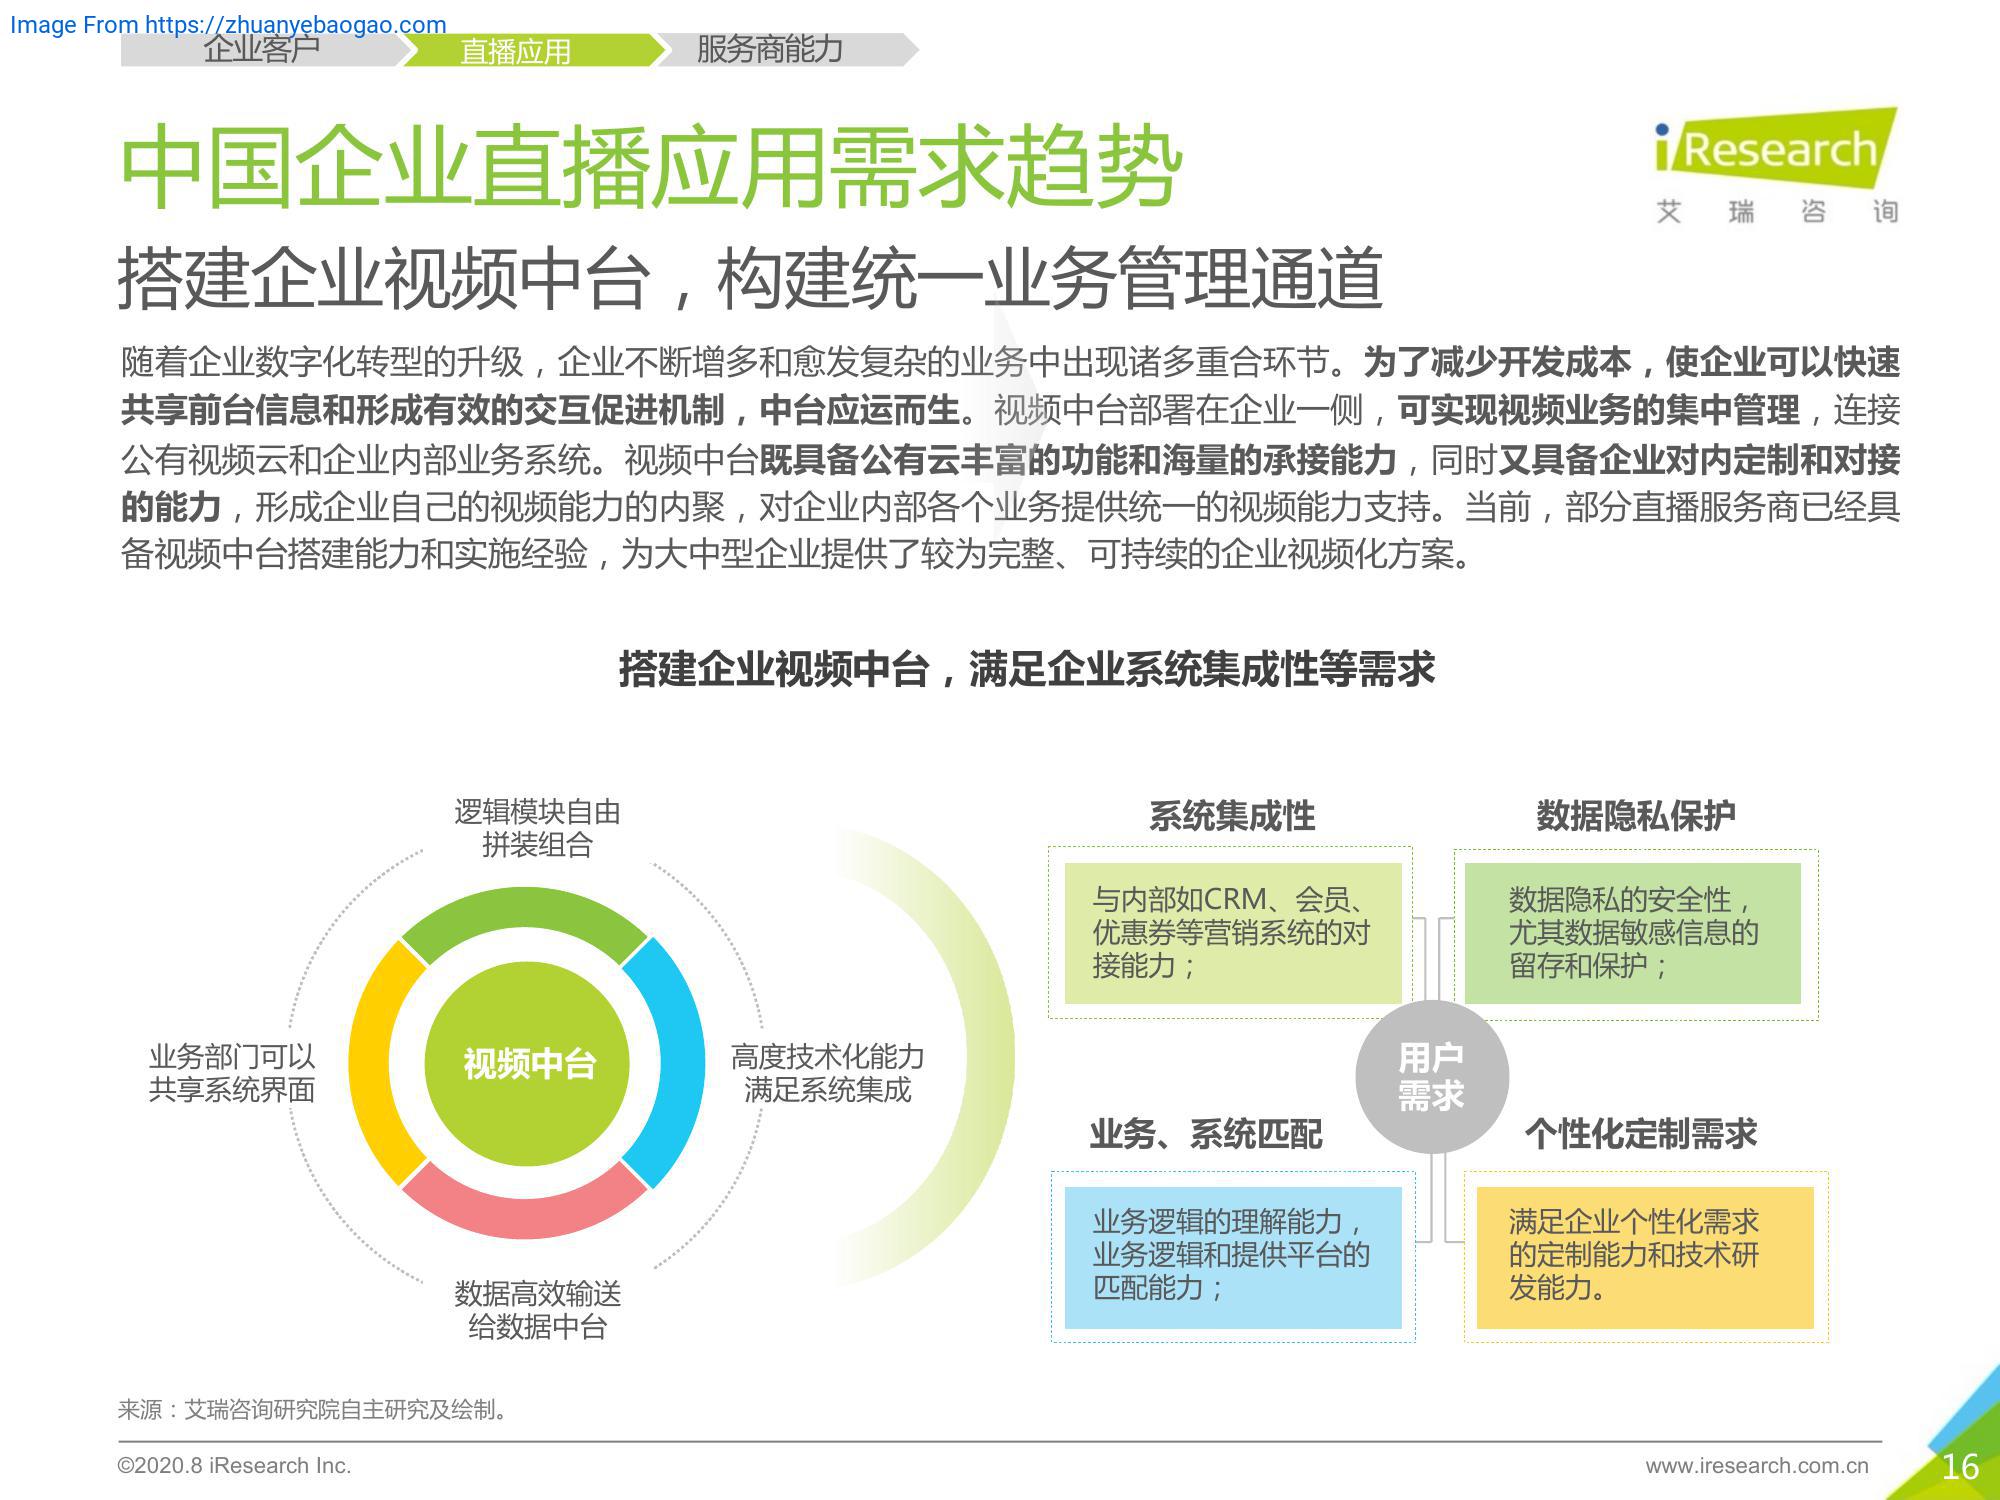 Image From https://zhuanyebaogao.com
企业客户
直播应用
服务商能力
中国企业直播应用需求趋势
iResearch
艾瑞咨询
搭建企业视频中台，构建统一业务管理通道
随着企业数字化转型的升级，企业不断增多和愈发复杂的业务中出现诸多重合环节。为了减少开发成本，使企业可以快速
共享前台信息和形成有效的交互促进机制，中台应运而生。视频中台部署在企业一侧，可实现视频业务的集中管理，连接
公有视频云和企业内部业务系统。视频中台既具备公有云丰富的功能和海量的承接能力，同时又具备企业对内定制和对接
的能力，形成企业自己的视频能力的内聚，对企业内部各个业务提供统一的视频能力支持。当前，部分直播服务商已经具
备视频中台搭建能力和实施经验，为大中型企业提供了较为完整、可持续的企业视频化方案。
搭建企业视频中台，满足企业系统集成性等需求
逻辑模块自由
拼装组合
业务部门可以
共享系统界面
视频中台
高度技术化能力
满足系统集成
数据高效输送
给数据中台
系统集成性
与内部如CRM、会员、
优惠券等营销系统的对
接能力；
数据隐私保护
数据隐私的安全性，
尤其数据敏感信息的
留存和保护；
用户
需求
业务、系统匹配
业务逻辑的理解能力，
业务逻辑和提供平台的
匹配能力；
个性化定制需求
满足企业个性化需求
的定制能力和技术研
发能力。
来源：艾瑞咨询研究院自主研究及绘制。
©2020.8 iResearch Inc.
www.iresearch.com.cn
16